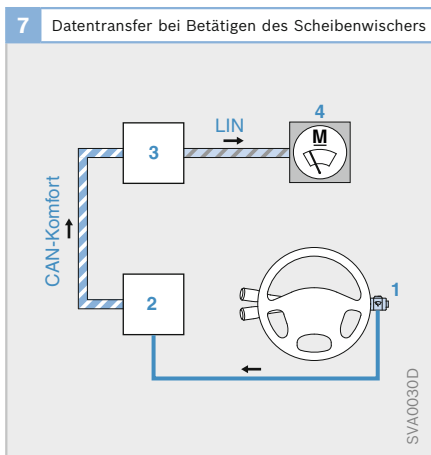 7 Datentransfer bei Betätigen des Scheibenwischers
4
LIN
M
3
CAN-Komfort
2
1
SVA0030D